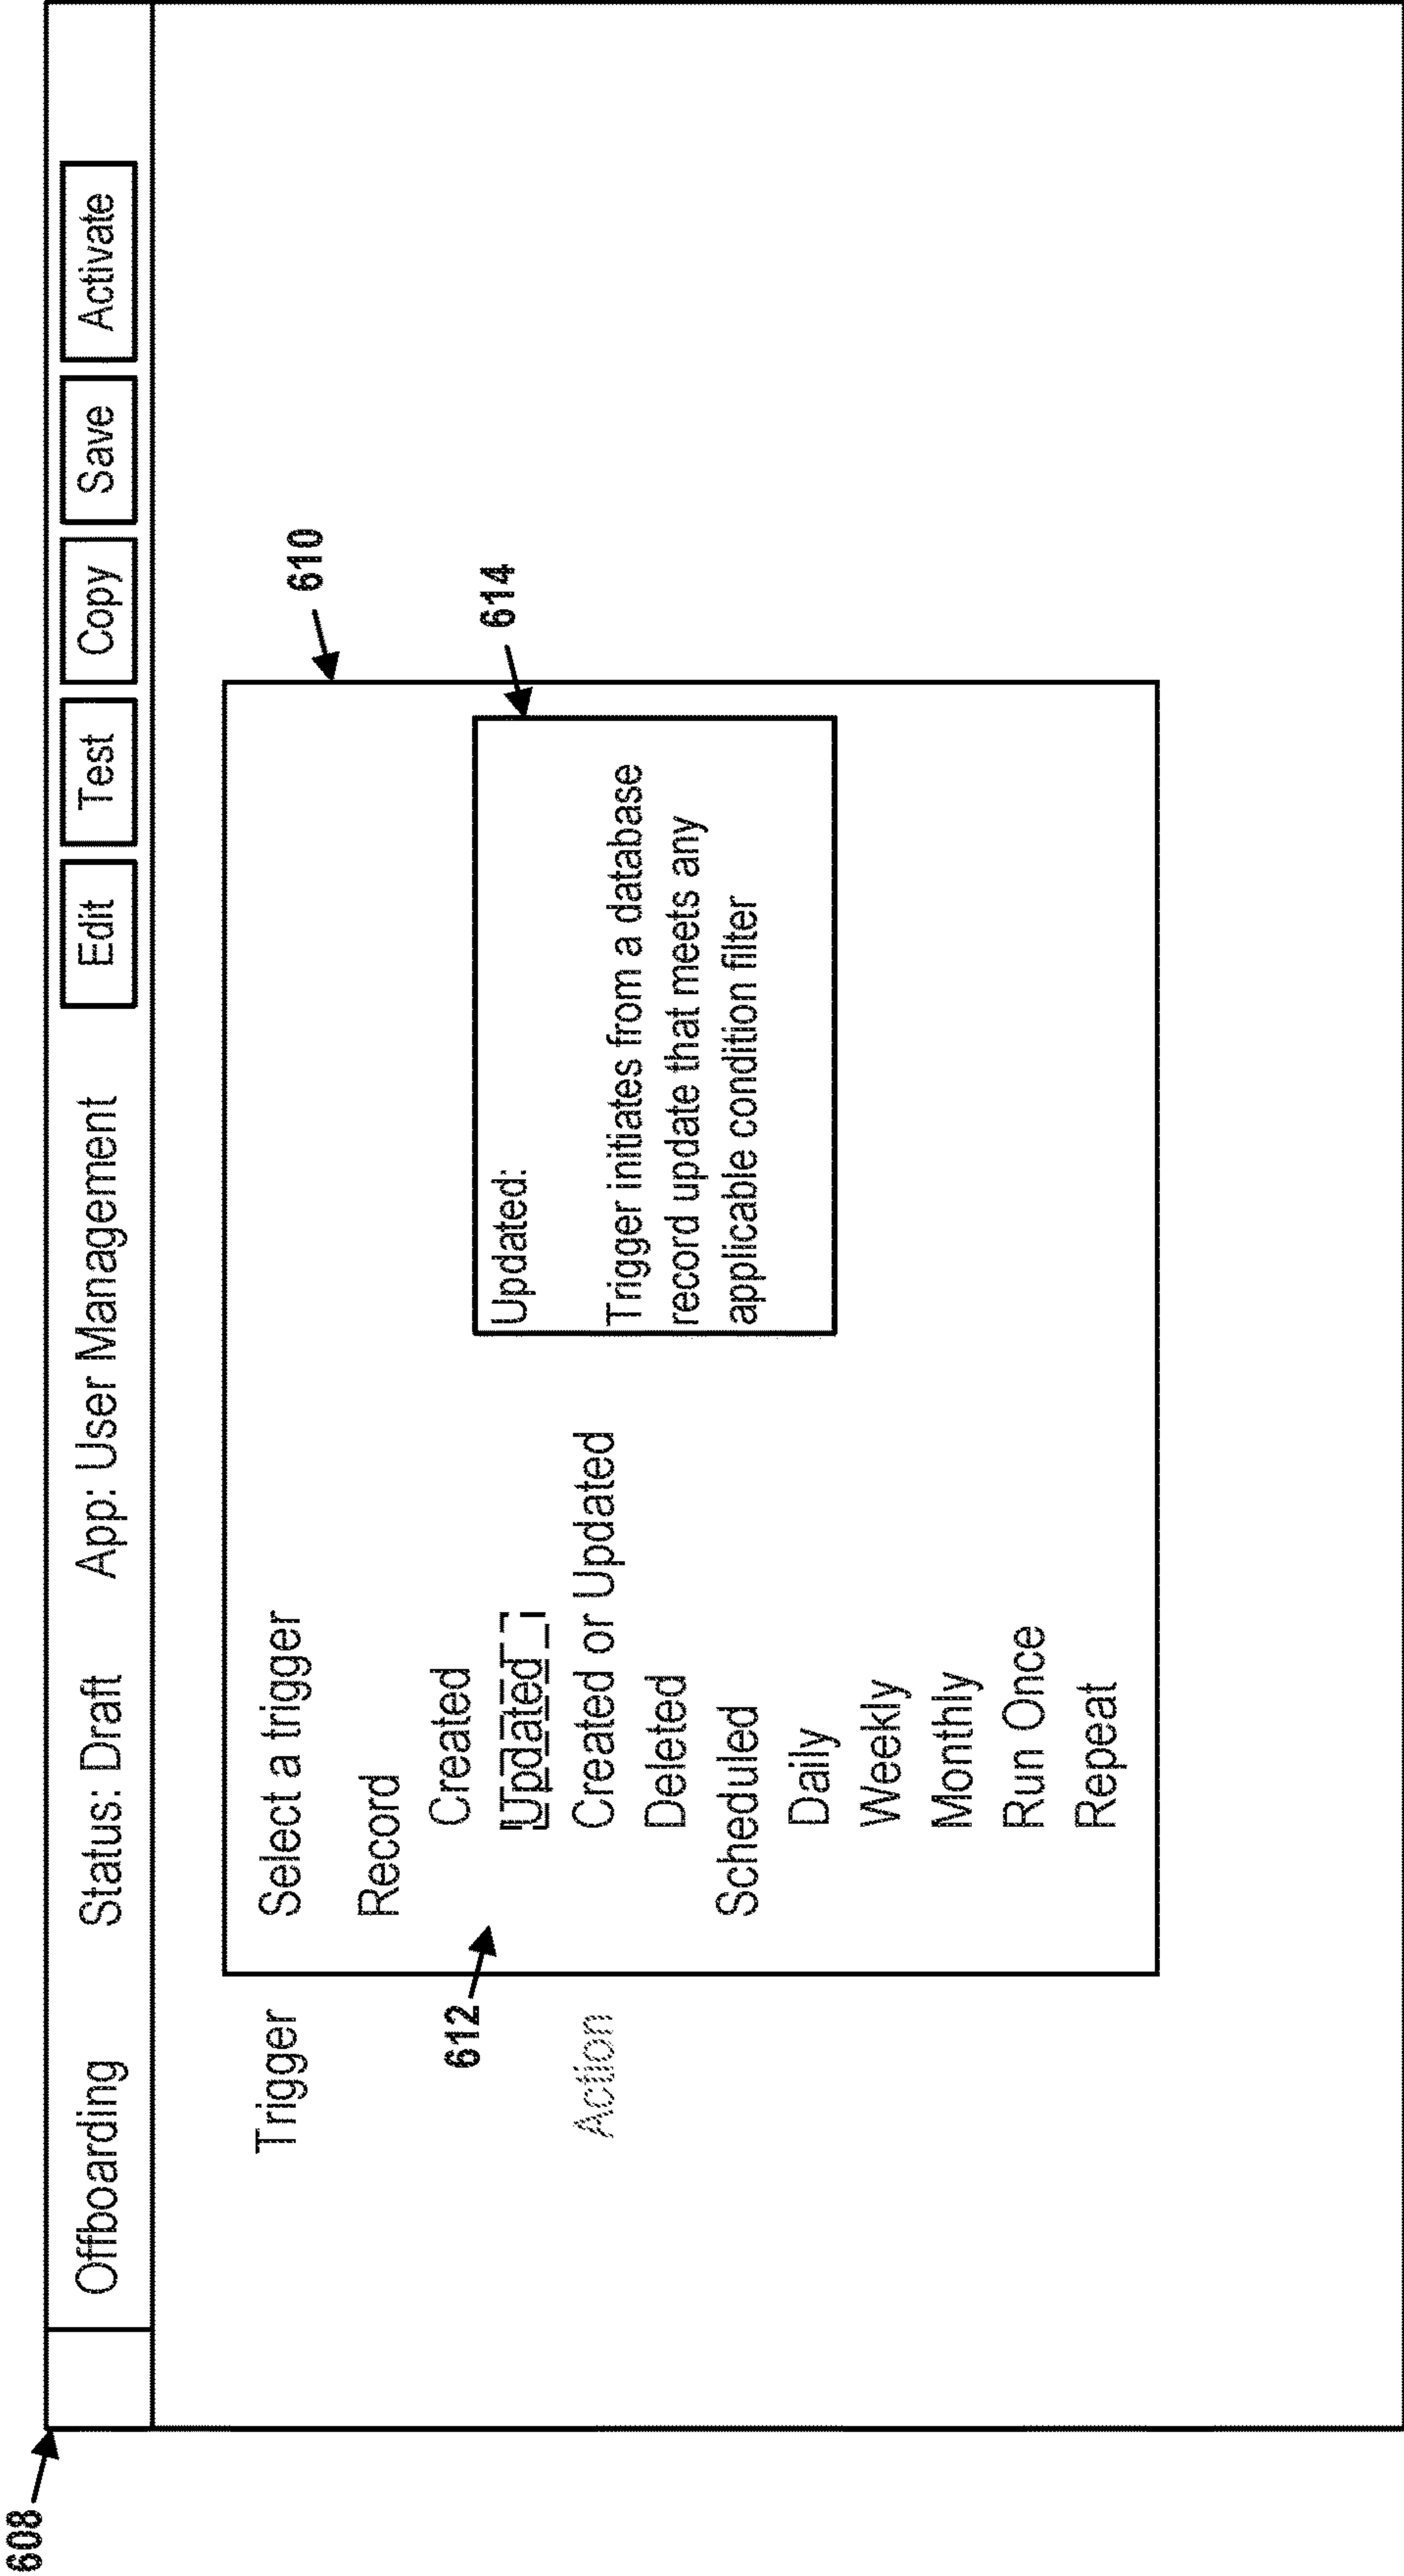 608
Offboarding Status: Draft App: User Management Edit Test Copy Save Activate
610
Trigger
Select a trigger
Record
612
Created
Updated
Created or Updated
Deleted
Scheduled
Daily
Weekly
Monthly
Run Once
Repeat
614
Updated:
Trigger initiates from a database
record update that meets any
applicable condition filter
Action